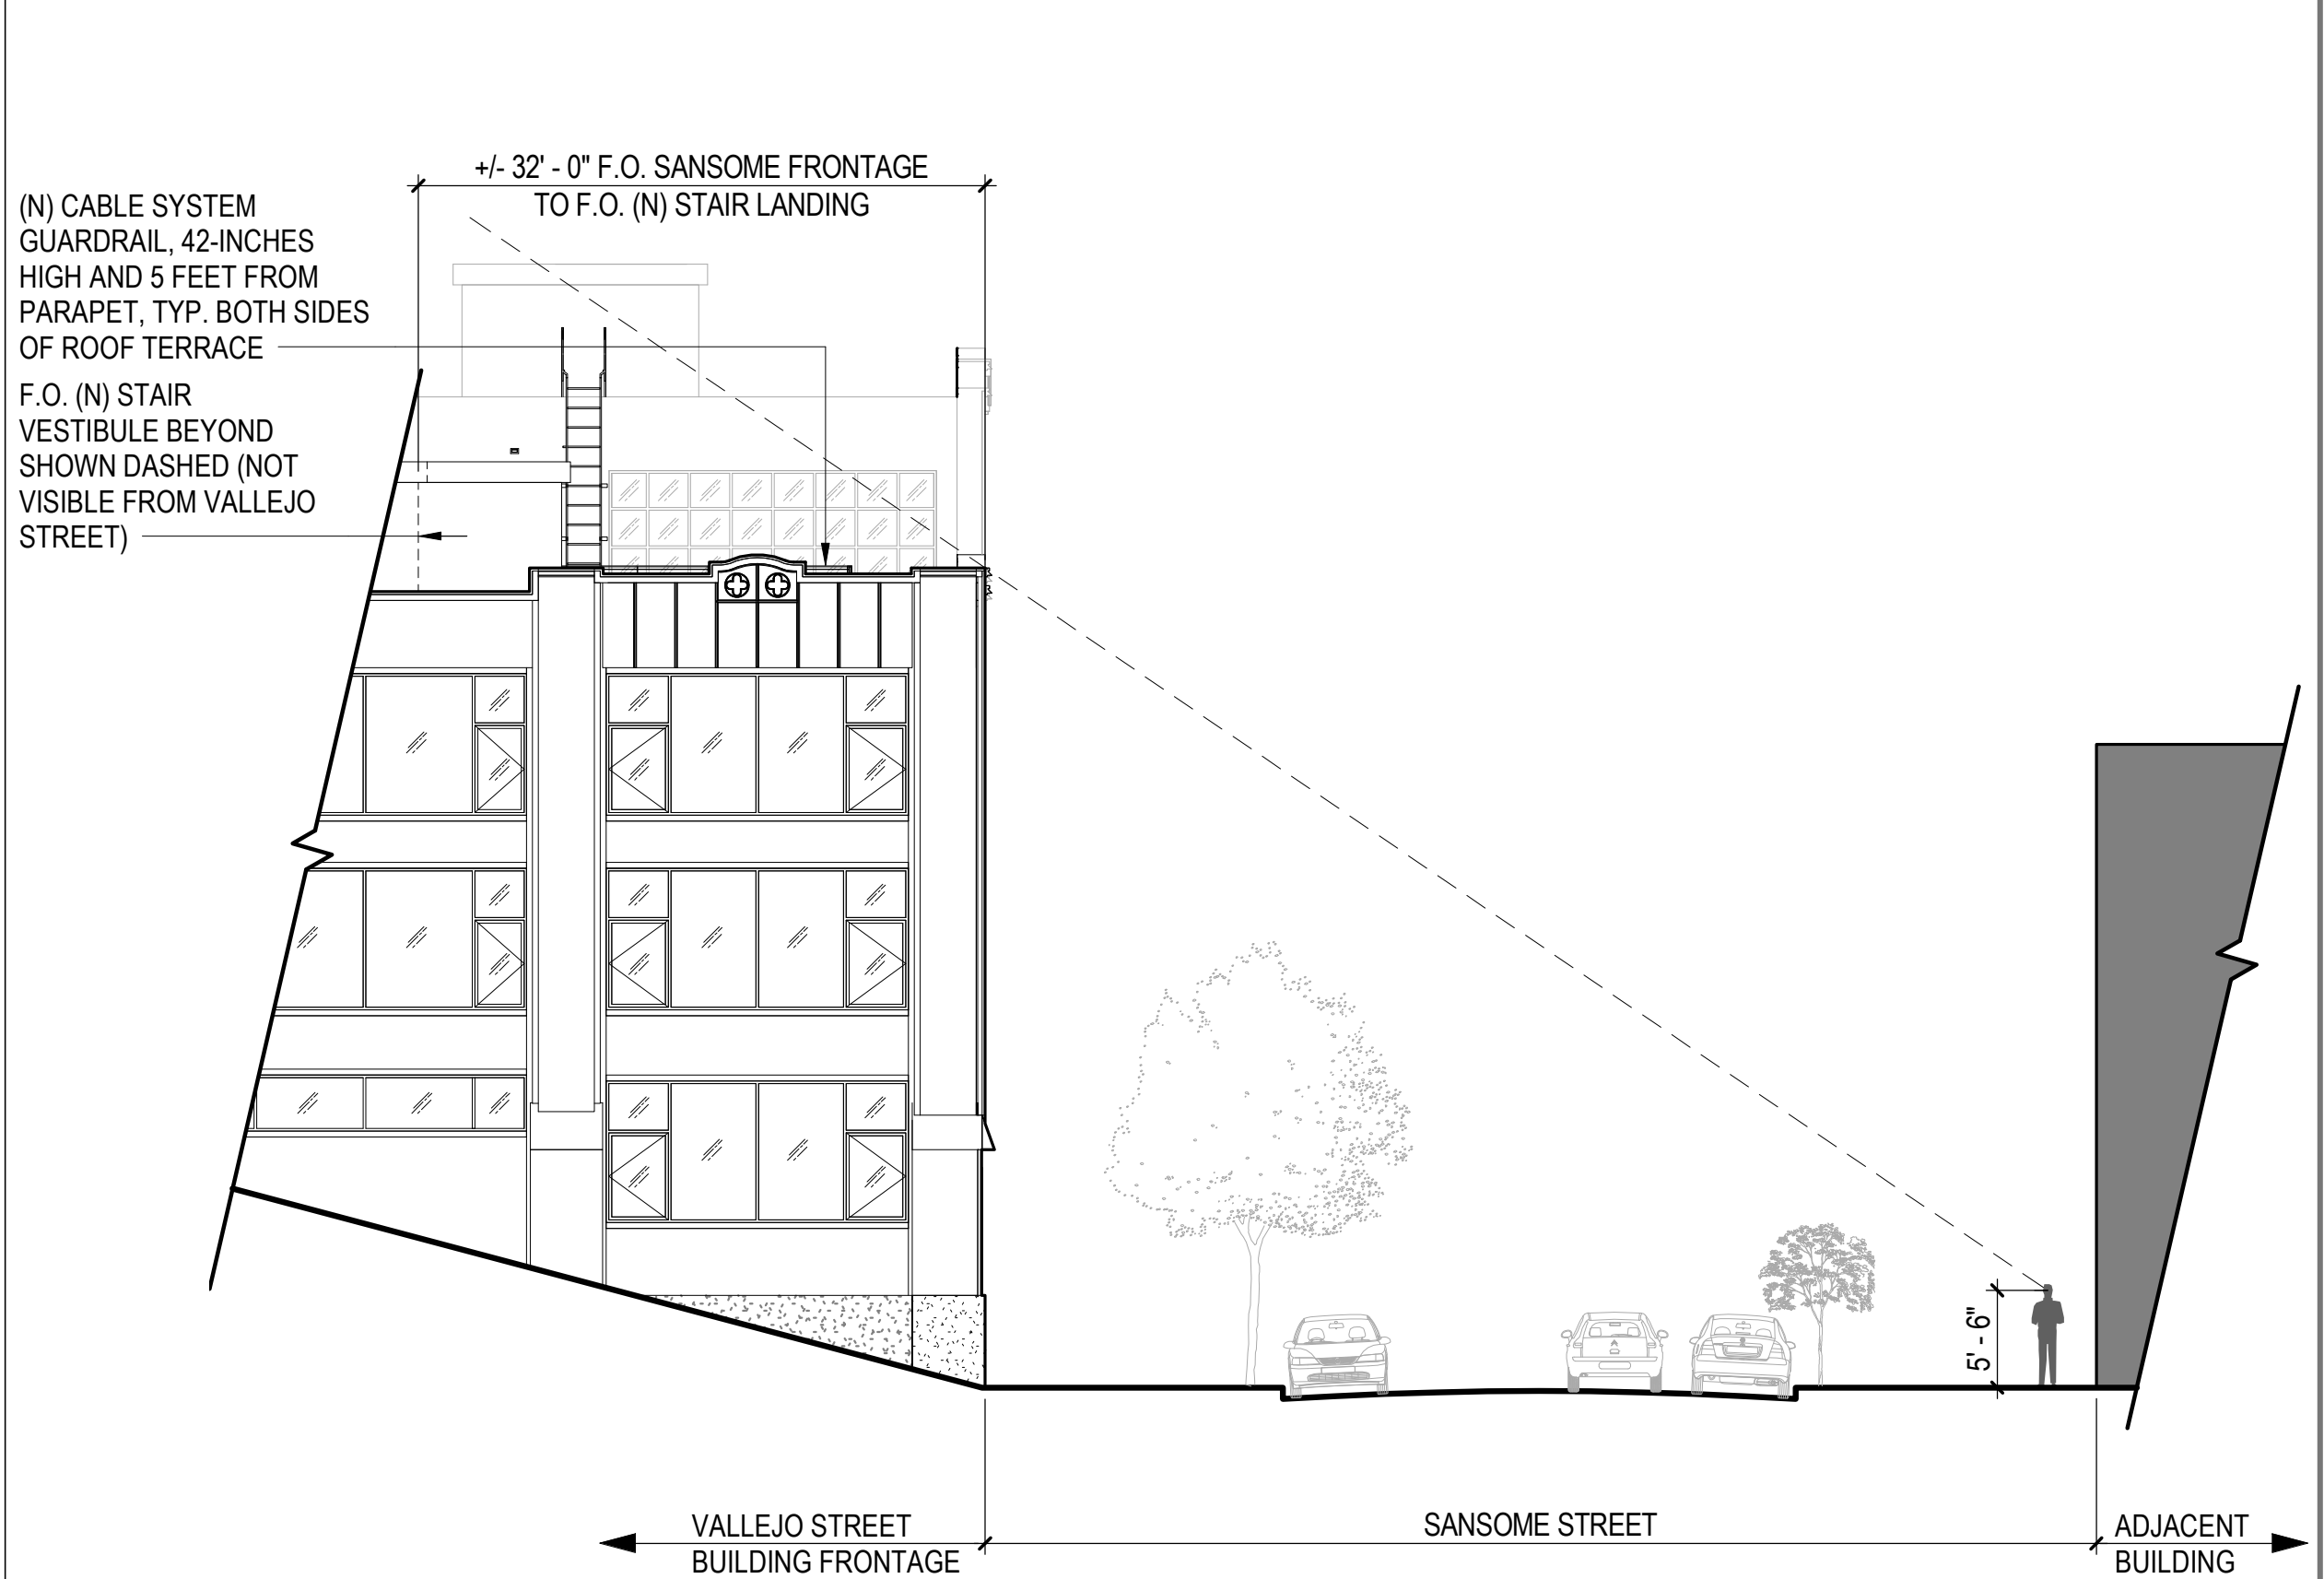 +/- 32' - 0" F.O. SANSOME FRONTAGE
TO F.O. (N) STAIR LANDING
(N) CABLE SYSTEM
GUARDRAIL, 42-INCHES
HIGH AND 5 FEET FROM
PARAPET, TYP. BOTH SIDES
OF ROOF TERRACE
F.O. (N) STAIR
VESTIBULE BEYOND
SHOWN DASHED (NOT
VISIBLE FROM VALLEJO
STREET)
5' - 6"
VALLEJO STREET
BUILDING FRONTAGE
SANSOME STREET
ADJACENT
BUILDING